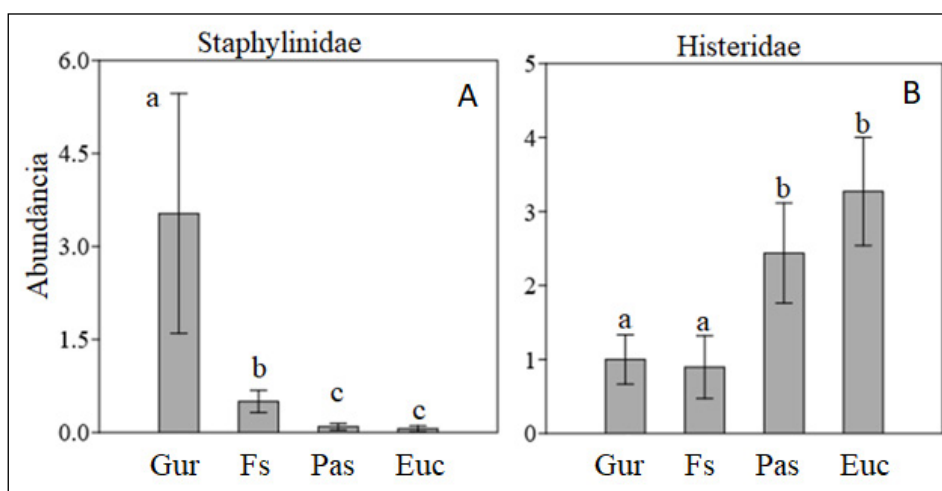 Staphylinidae
A
Abundância
6.0
4.5
3.0
1.5
0.0
a
b
c
c
Gur Fs Pas Euc
Histeridae
B
5
4
3
2
1
0
a
a
b
b
Gur Fs Pas Euc